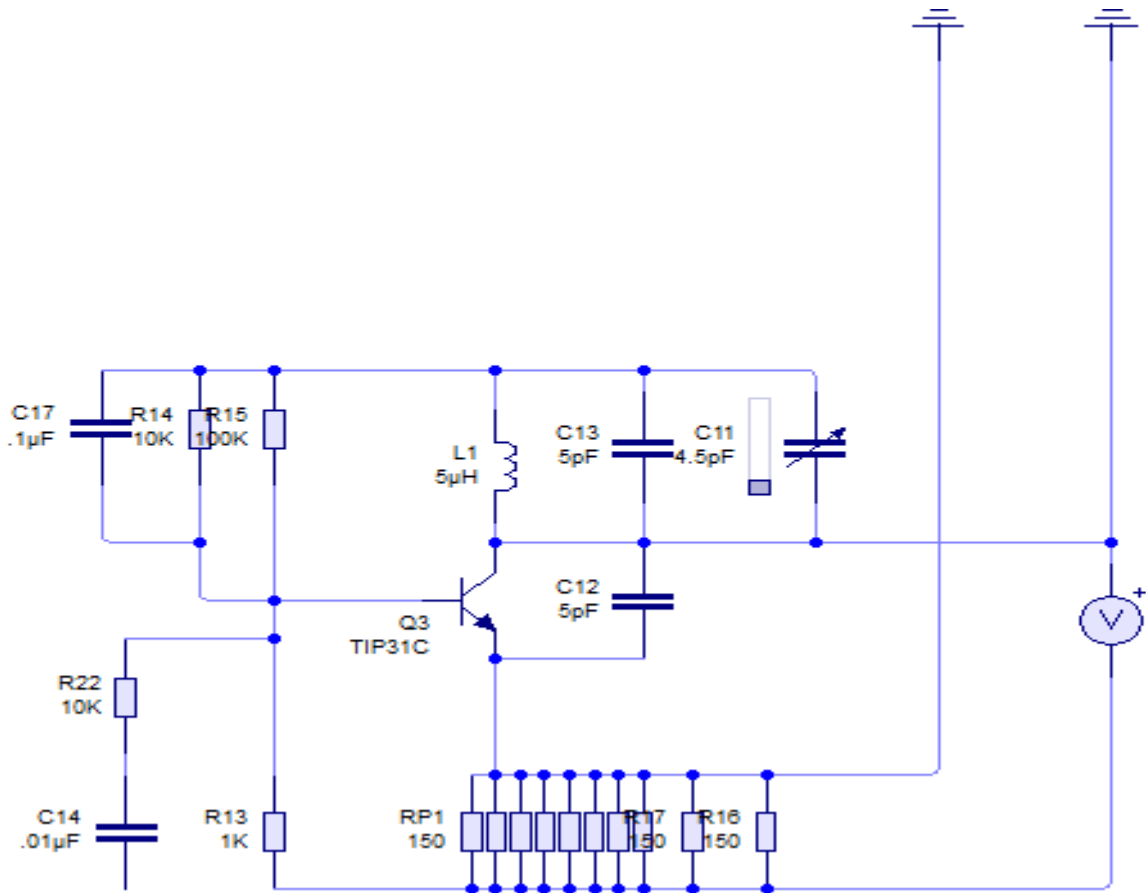 C17
.1µF
R14
10K
R15
100K
L1
5µH
C13
5pF
C11
4.5pF
Q3
TIP31C
C12
5pF
+
V
R22
10K
C14
.01µF
R13
1K
RP1
150
R17
150
R16
150